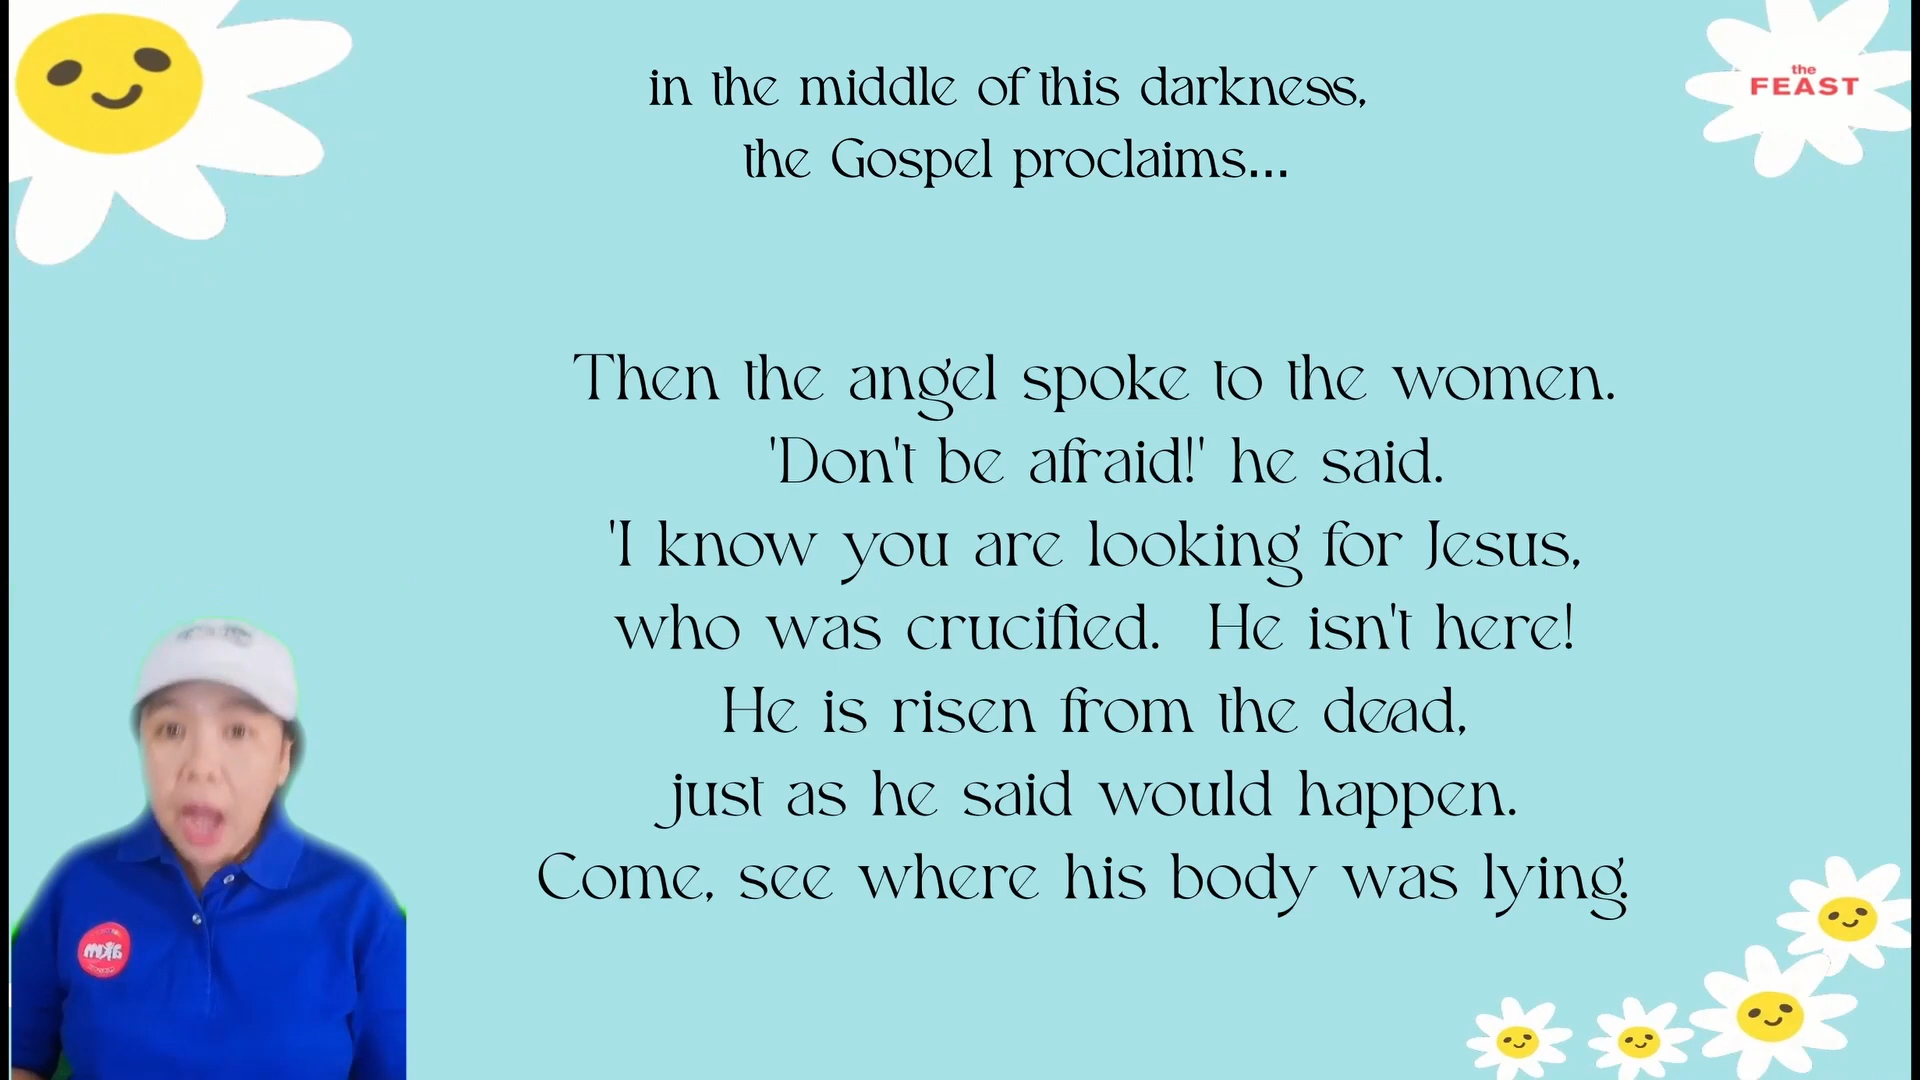 in the middle of this darkness,
the Gospel proclaims...
the
FEAST
Then the angel spoke to the women.
'Don't be afraid!' he said.
'I know you are looking for Jesus,
who was crucified. He isn't here!
He is risen from the dead,
just as he said would happen.
Come, see where his body was lying.